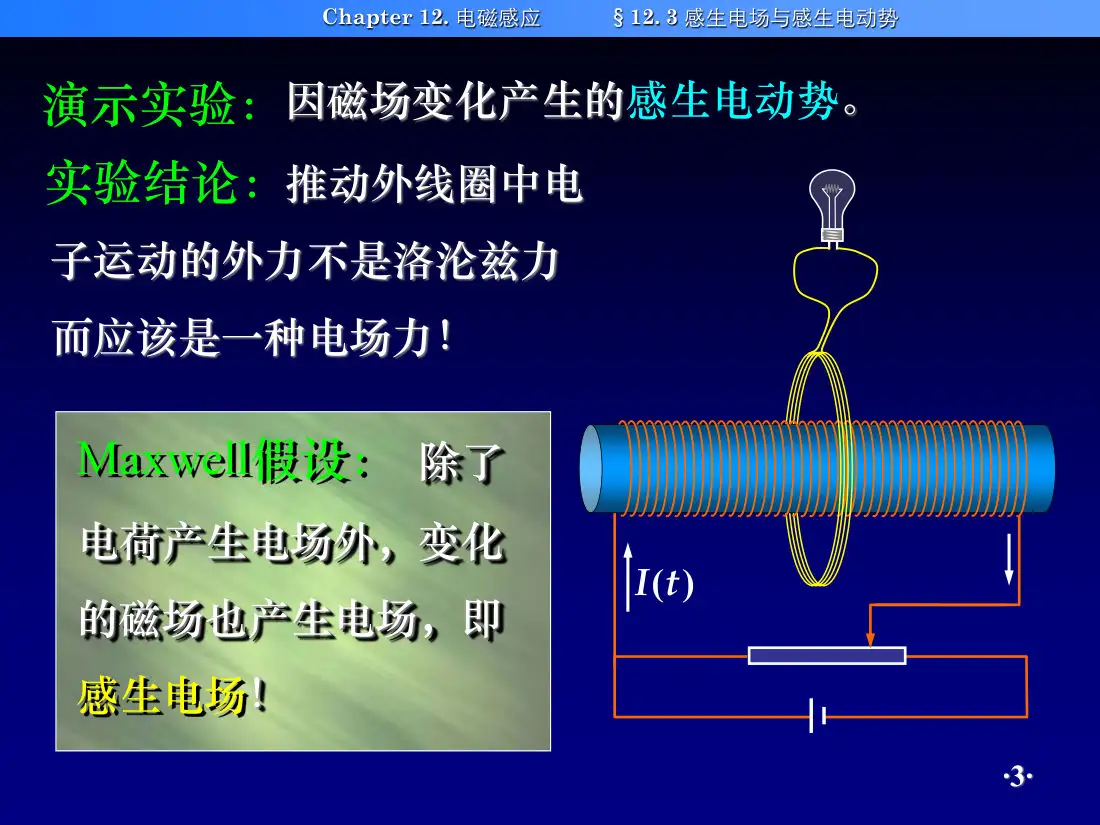 Chapter 12. 电磁感应 §12. 3 感生电场与感生电动势
演示实验：因磁场变化产生的感生电动势。
实验结论：推动外线圈中电
子运动的外力不是洛沦兹力
而应该是一种电场力！
Maxwell假设： 除了
电荷产生电场外，变化
的磁场也产生电场，即
感生电场！
I(t)
·3·